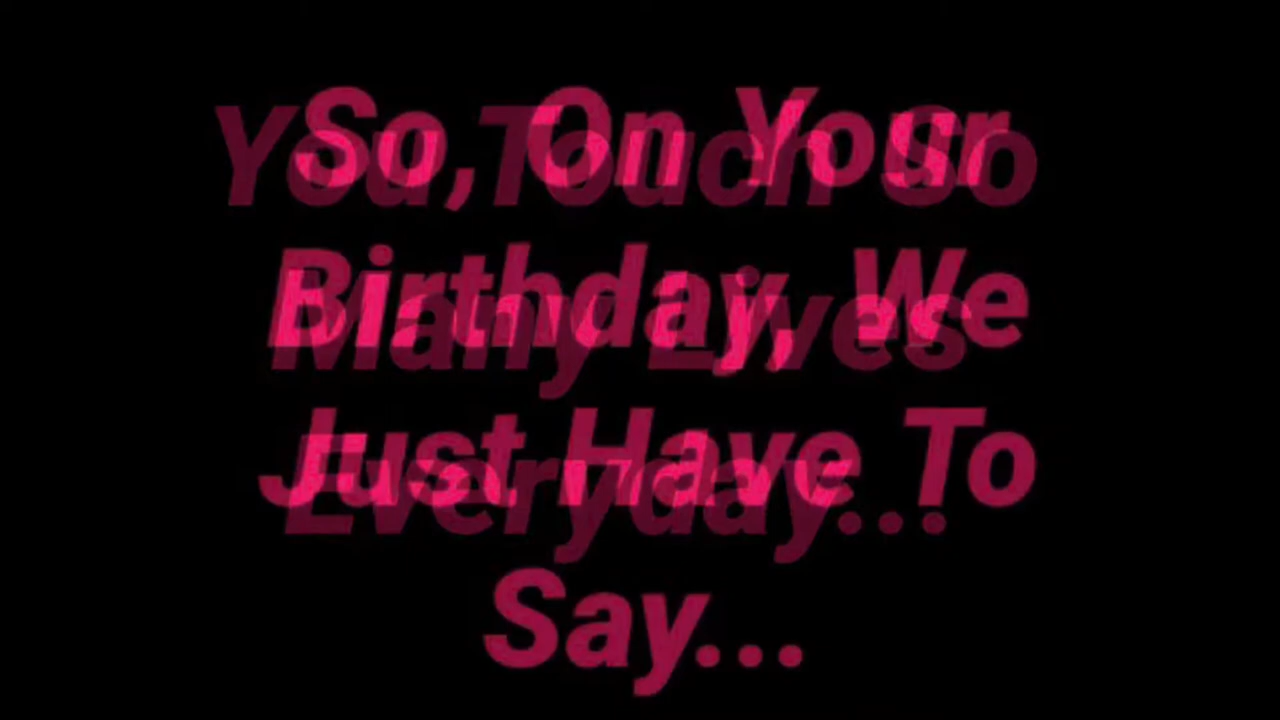 So, On Your
You Touch So
Birthday, We
Many Lives
Just Have To
Everyday...
Say...